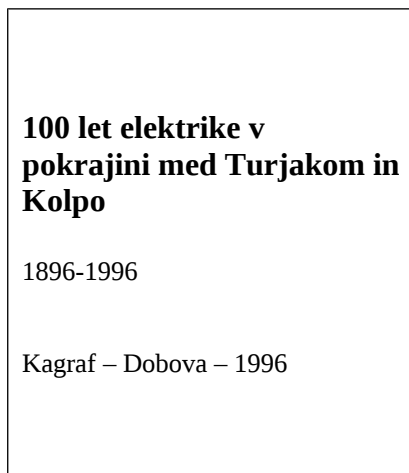 100 let elektrike v
pokrajini med Turjakom in
Kolpo
1896-1996
Kagraf – Dobova – 1996